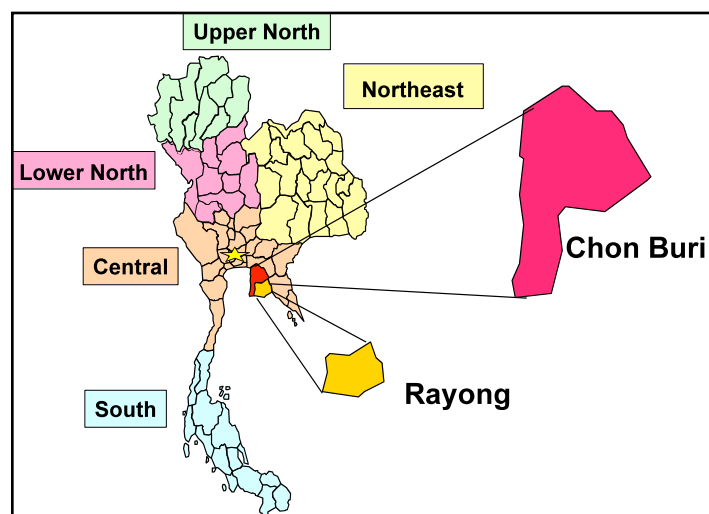 Upper North
Northeast
Lower North
Chon Buri
Central
Rayong
South